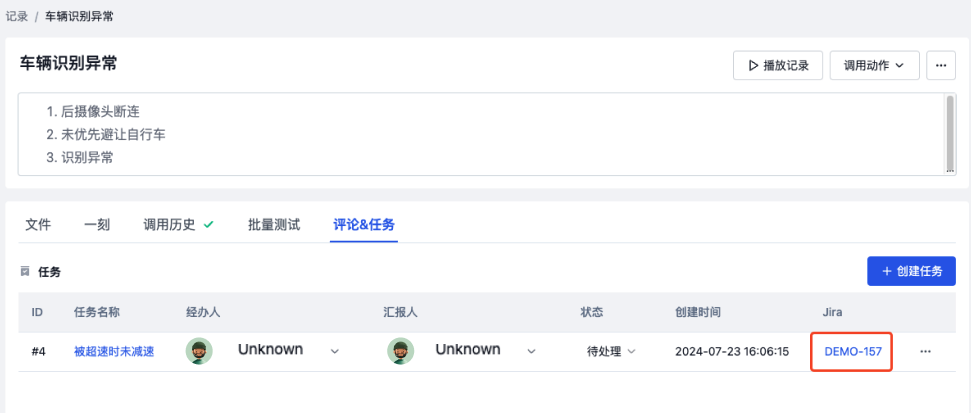 记录 / 车辆识别异常
车辆识别异常
播放记录
调用动作
1. 后摄像头断连
2. 未优先避让自行车
3. 识别异常
文件 一刻 调用历史 批量测试 评论&任务
任务
+ 创建任务
ID 任务名称 经办人 汇报人 状态 创建时间 Jira
#4 被超速时未减速 Unknown Unknown 待处理 2024-07-23 16:06:15 DEMO-157